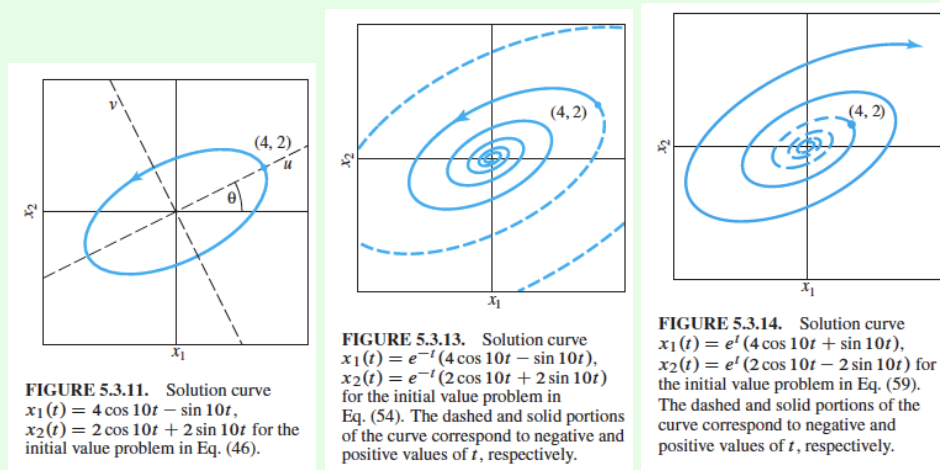 v
(4, 2)
u
θ
x₂
x₁
FIGURE 5.3.11. Solution curve
x₁(t) = 4 cos 10t − sin 10t,
x₂(t) = 2 cos 10t + 2 sin 10t for the
initial value problem in Eq. (46).
(4, 2)
x₂
x₁
FIGURE 5.3.13. Solution curve
x₁(t) = e⁻ᵗ(4 cos 10t − sin 10t),
x₂(t) = e⁻ᵗ(2 cos 10t + 2 sin 10t)
for the initial value problem in
Eq. (54). The dashed and solid portions
of the curve correspond to negative and
positive values of t, respectively.
(4, 2)
x₂
x₁
FIGURE 5.3.14. Solution curve
x₁(t) = eᵗ(4 cos 10t + sin 10t),
x₂(t) = eᵗ(2 cos 10t − 2 sin 10t) for
the initial value problem in Eq. (59).
The dashed and solid portions of the
curve correspond to negative and
positive values of t, respectively.